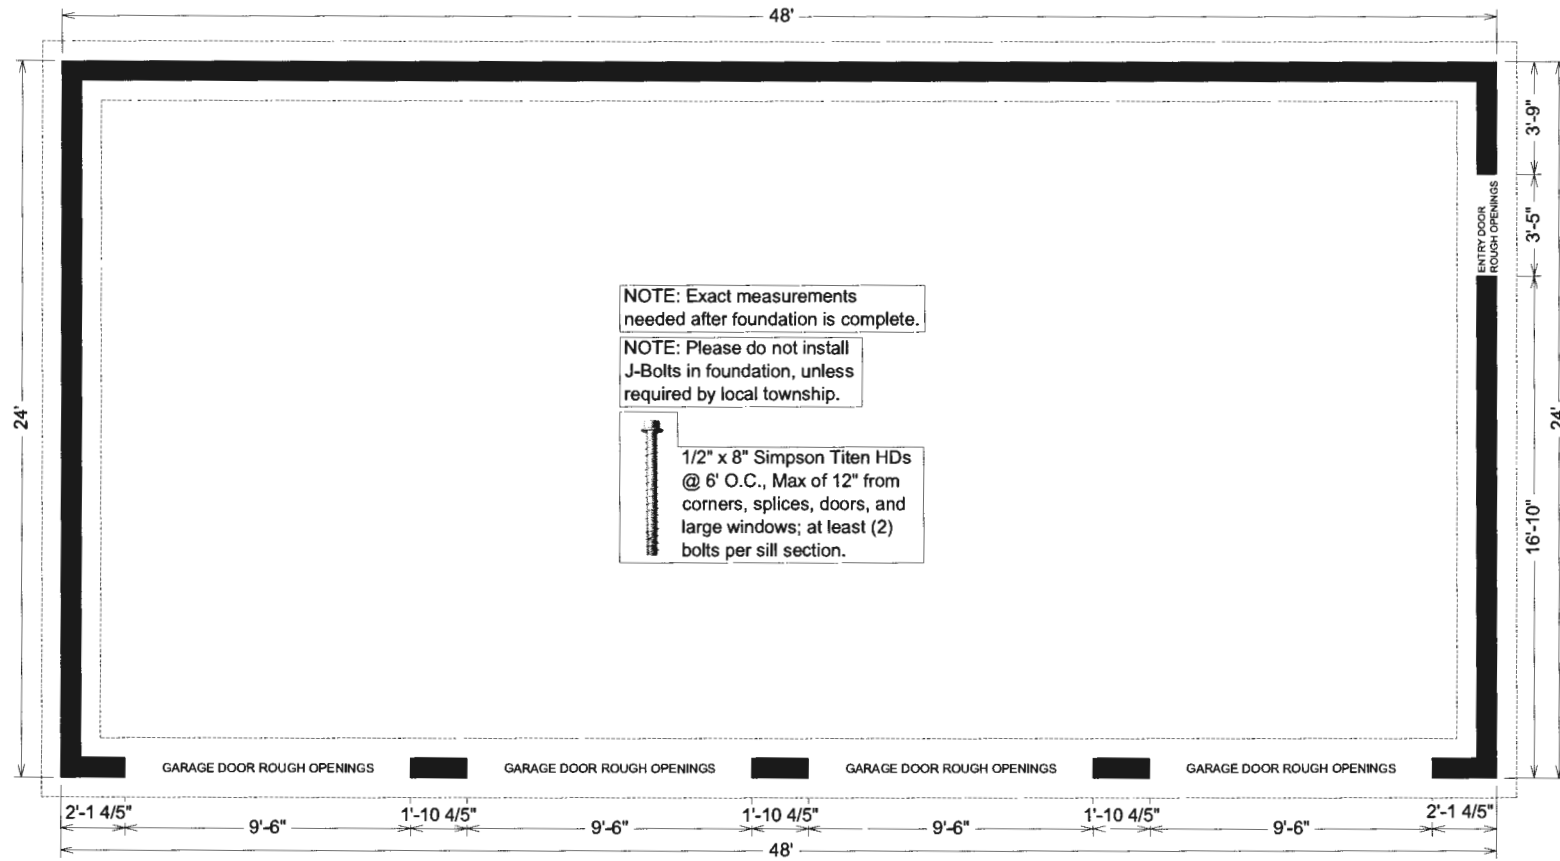 48'
3'-9"
ENTRY DOOR
ROUGH OPENINGS
3'-5"
NOTE: Exact measurements
needed after foundation is complete.
NOTE: Please do not install
J-Bolts in foundation, unless
required by local township.
24'
24'
1/2" x 8" Simpson Titen HDs
@ 6' O.C., Max of 12" from
corners, splices, doors, and
large windows; at least (2)
bolts per sill section.
16'-10"
GARAGE DOOR ROUGH OPENINGS
GARAGE DOOR ROUGH OPENINGS
GARAGE DOOR ROUGH OPENINGS
GARAGE DOOR ROUGH OPENINGS
2'-1 4/5"
9'-6"
1'-10 4/5"
9'-6"
1'-10 4/5"
9'-6"
1'-10 4/5"
9'-6"
2'-1 4/5"
48'